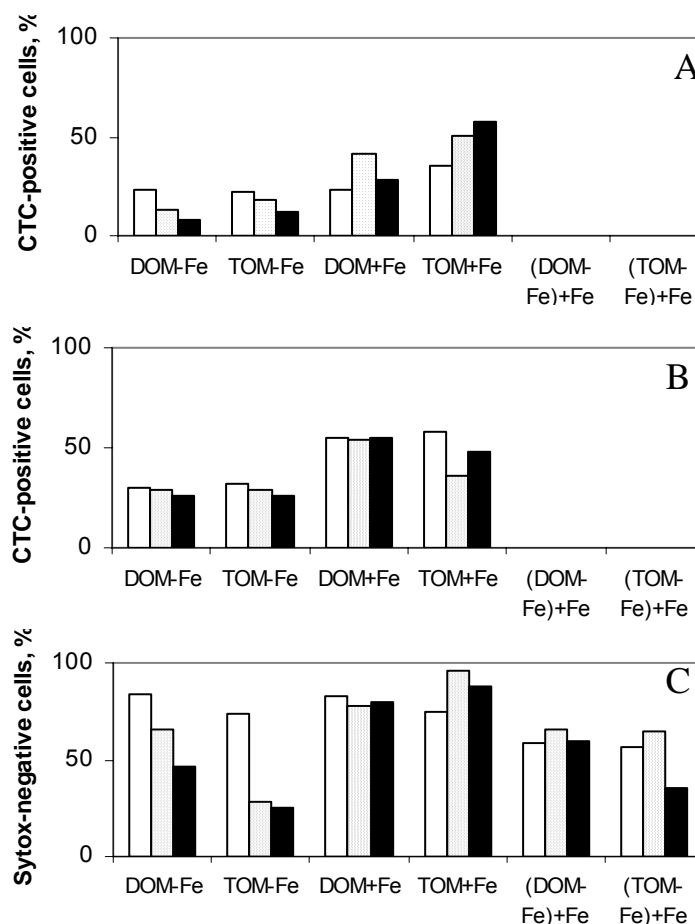 CTC-positive cells, %
100
50
0
A
DOM-Fe TOM-Fe DOM+Fe TOM+Fe (DOM- (TOM-
Fe)+Fe Fe)+Fe
CTC-positive cells, %
100
50
0
B
DOM-Fe TOM-Fe DOM+Fe TOM+Fe (DOM- (TOM-
Fe)+Fe Fe)+Fe
Sytox-negative cells, %
100
50
0
C
DOM-Fe TOM-Fe DOM+Fe TOM+Fe (DOM- (TOM-
Fe)+Fe Fe)+Fe